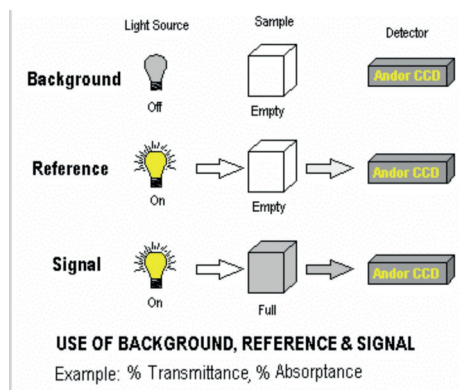 Light Source Sample Detector
Background Andor CCD
Off Empty
Reference Andor CCD
On Empty
Signal Andor CCD
On Full
USE OF BACKGROUND, REFERENCE & SIGNAL
Example: % Transmittance, % Absorptance